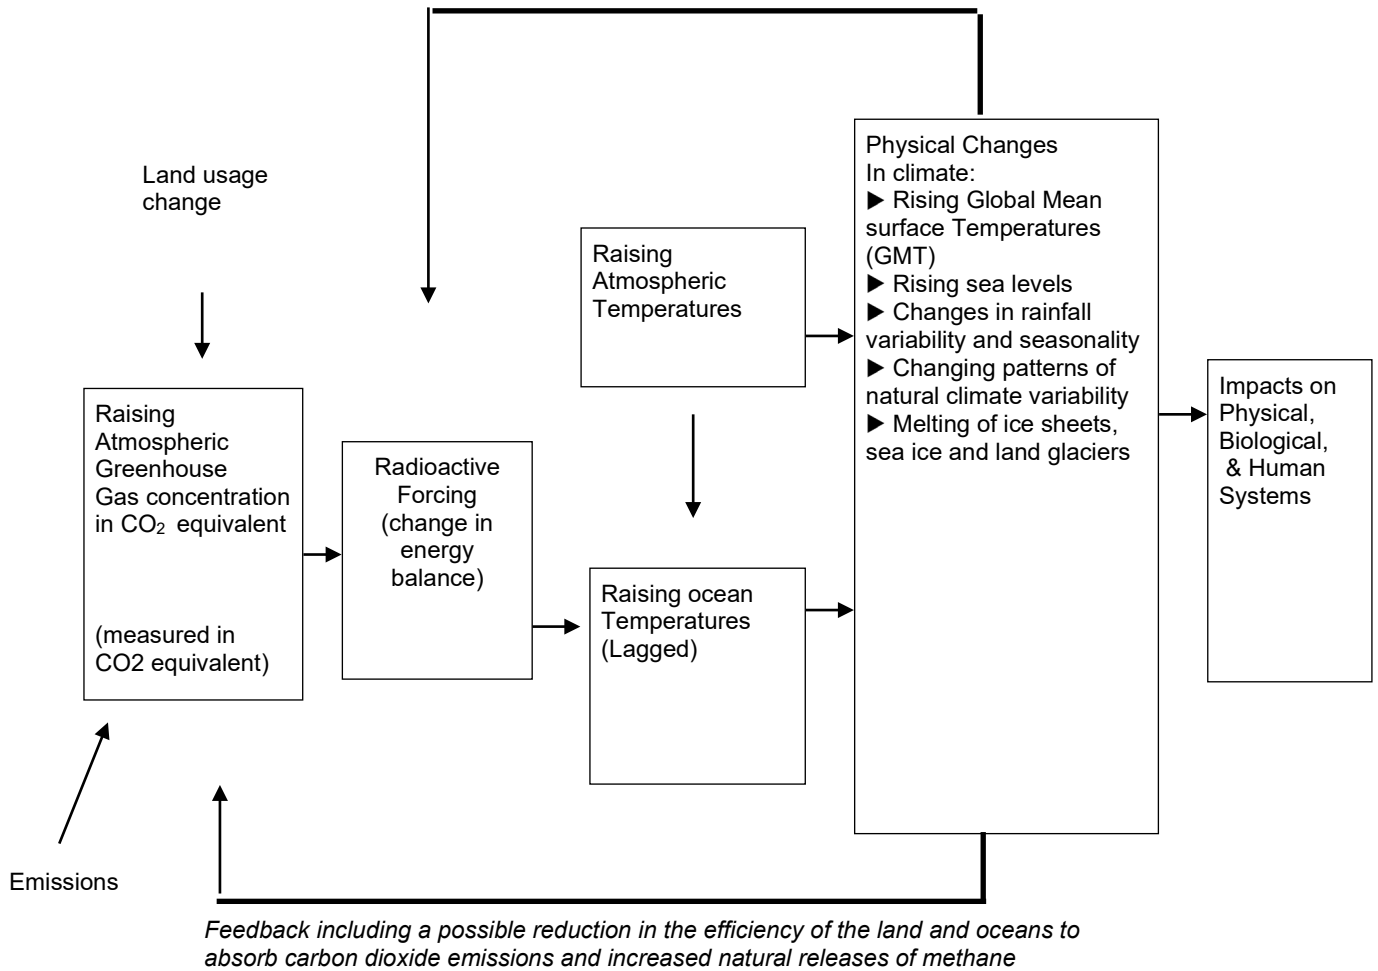 Land usage
change
Raising
Atmospheric
Greenhouse
Gas concentration
in CO₂ equivalent
(measured in
CO2 equivalent)
Emissions
Radioactive
Forcing
(change in
energy
balance)
Raising
Atmospheric
Temperatures
Raising ocean
Temperatures
(Lagged)
Physical Changes
In climate:
▶ Rising Global Mean
surface Temperatures
(GMT)
▶ Rising sea levels
▶ Changes in rainfall
variability and seasonality
▶ Changing patterns of
natural climate variability
▶ Melting of ice sheets,
sea ice and land glaciers
Impacts on
Physical,
Biological,
& Human
Systems
Feedback including a possible reduction in the efficiency of the land and oceans to
absorb carbon dioxide emissions and increased natural releases of methane